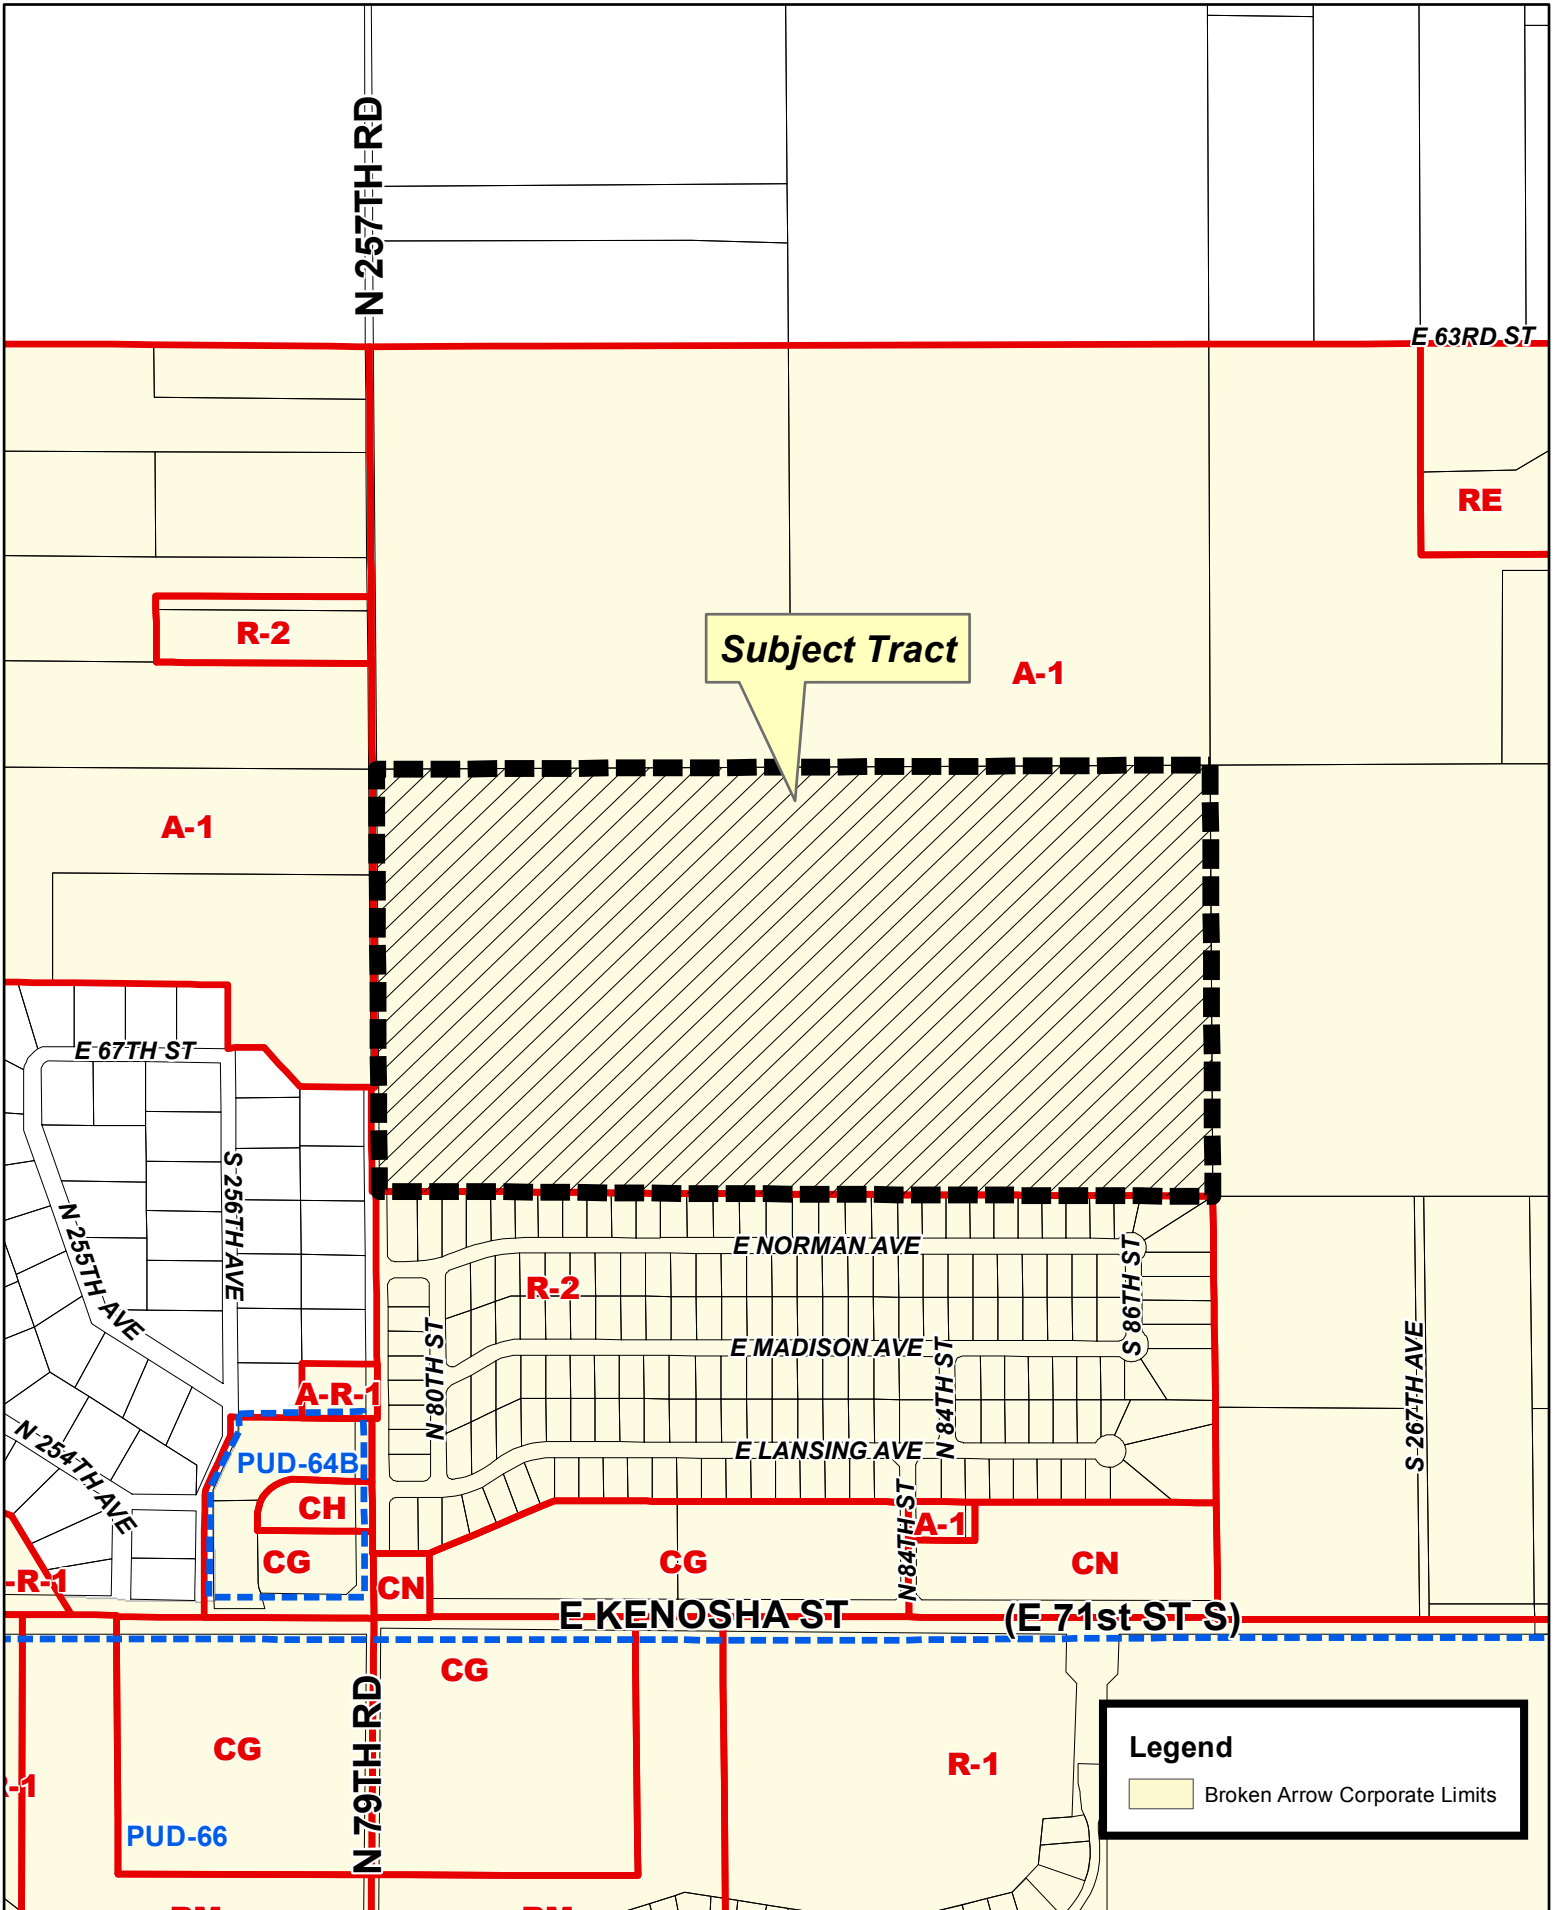 N 257TH RD
E 63RD ST
RE
R-2
Subject Tract
A-1
A-1
E 67TH ST
S 256TH AVE
N 255TH AVE
E NORMAN AVE
S 86TH ST
R-2
N 80TH ST
E MADISON AVE
N 84TH ST
S 267TH AVE
A-R-1
N 254TH AVE
PUD-64B
E LANSING AVE
CH
N 84TH ST
A-1
CG
CG
CN
-R-1
CN
E KENOSHA ST
(E 71st ST S)
CG
N 79TH RD
CG
R-1
-1
PUD-66
Legend
Broken Arrow Corporate Limits